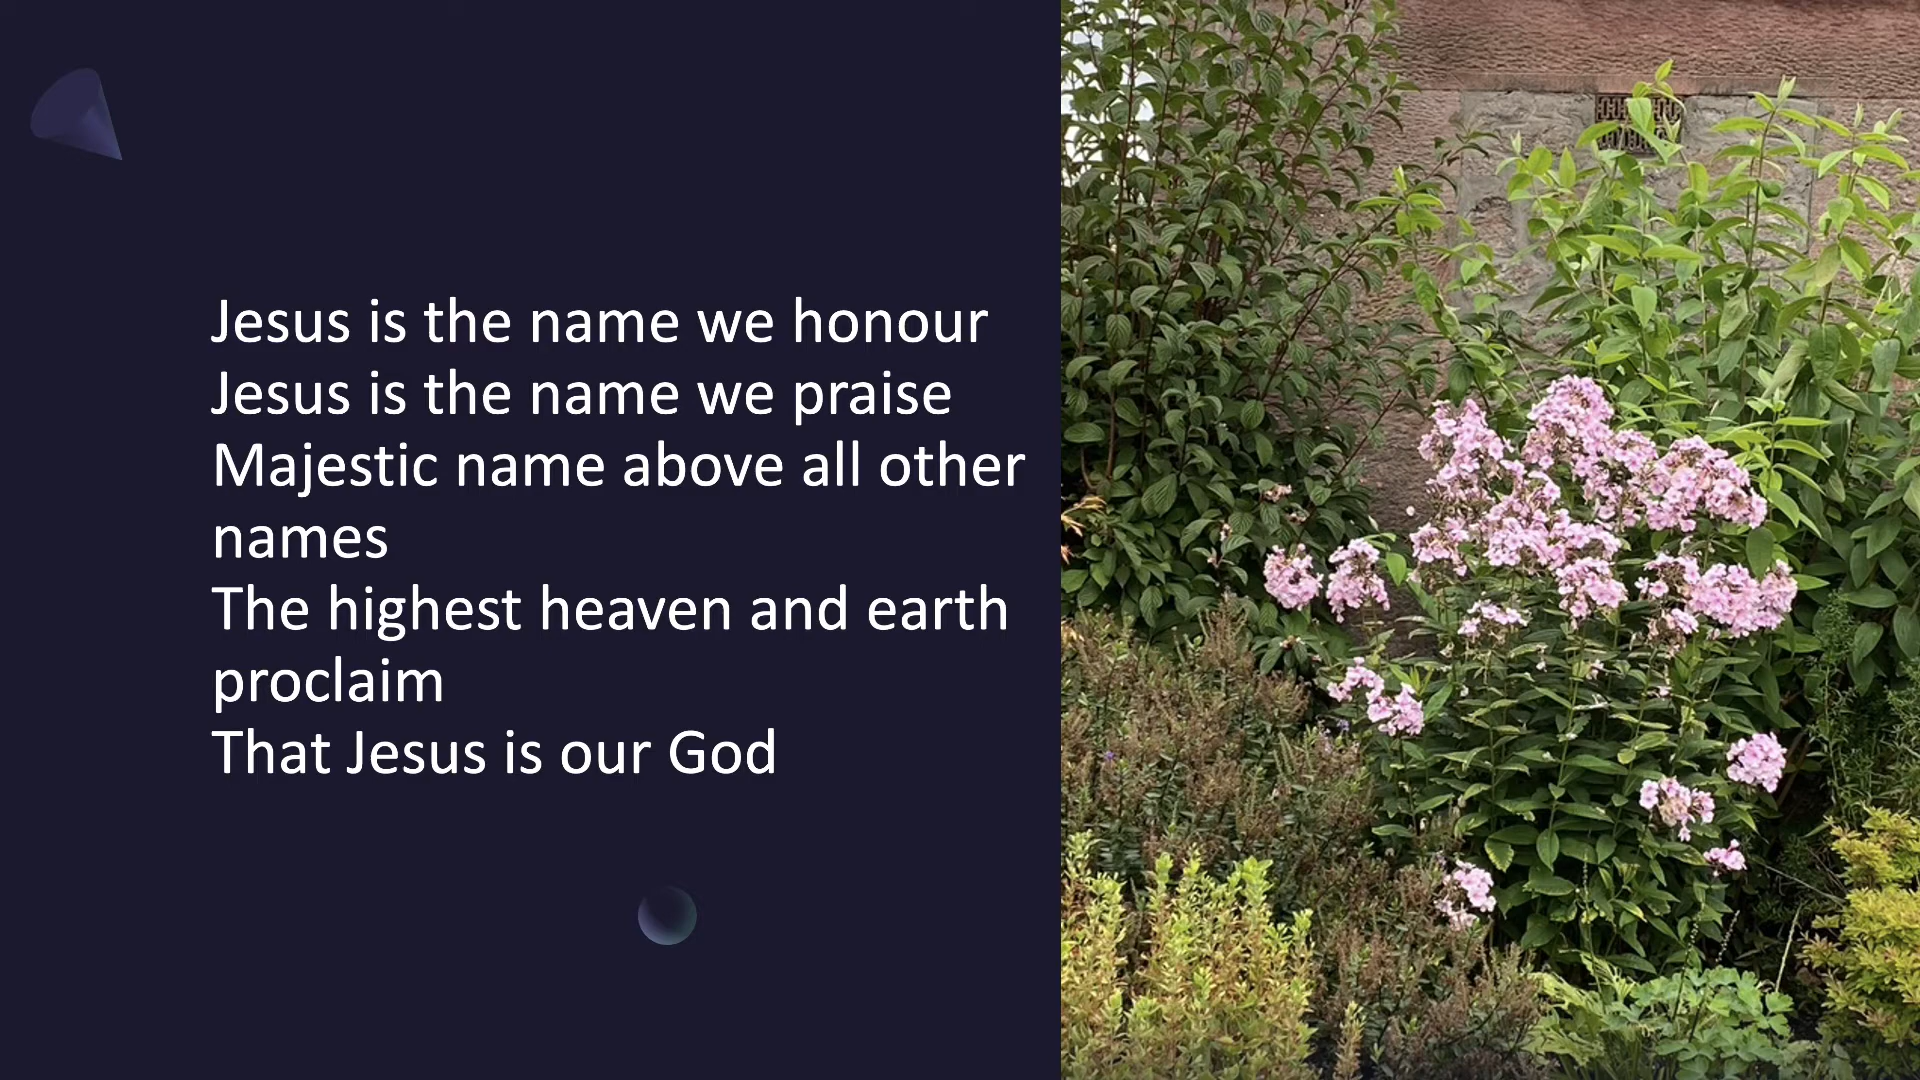 Jesus is the name we honour
Jesus is the name we praise
Majestic name above all other
names
The highest heaven and earth
proclaim
That Jesus is our God